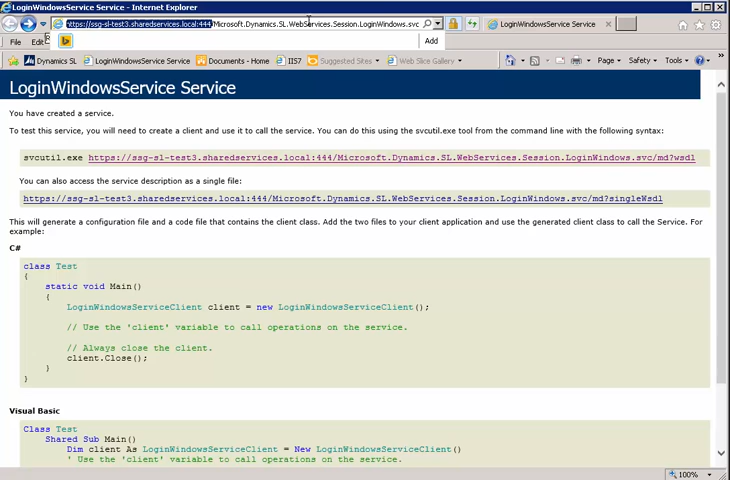 LoginWindowsService Service - Internet Explorer
https://ssg-sl-test3.sharedservices.local:444/Microsoft.Dynamics.SL.WebServices.Session.LoginWindows.svc
LoginWindowsService Service
File Edit
Add
Dynamics SL LoginWindowsService Service Documents - Home IIS7 Suggested Sites Web Slice Gallery Page Safety Tools
LoginWindowsService Service
You have created a service.
To test this service, you will need to create a client and use it to call the service. You can do this using the svcutil.exe tool from the command line with the following syntax:
svcutil.exe https://ssg-sl-test3.sharedservices.local:444/Microsoft.Dynamics.SL.WebServices.Session.LoginWindows.svc/md?wsdl
You can also access the service description as a single file:
https://ssg-sl-test3.sharedservices.local:444/Microsoft.Dynamics.SL.WebServices.Session.LoginWindows.svc/md?singleWsdl
This will generate a configuration file and a code file that contains the client class. Add the two files to your client application and use the generated client class to call the Service. For
example:
C#
class Test
{
static void Main()
{
LoginWindowsServiceClient client = new LoginWindowsServiceClient();
// Use the 'client' variable to call operations on the service.
// Always close the client.
client.Close();
}
}
Visual Basic
Class Test
Shared Sub Main()
Dim client As LoginWindowsServiceClient = New LoginWindowsServiceClient()
' Use the 'client' variable to call operations on the service.
100%